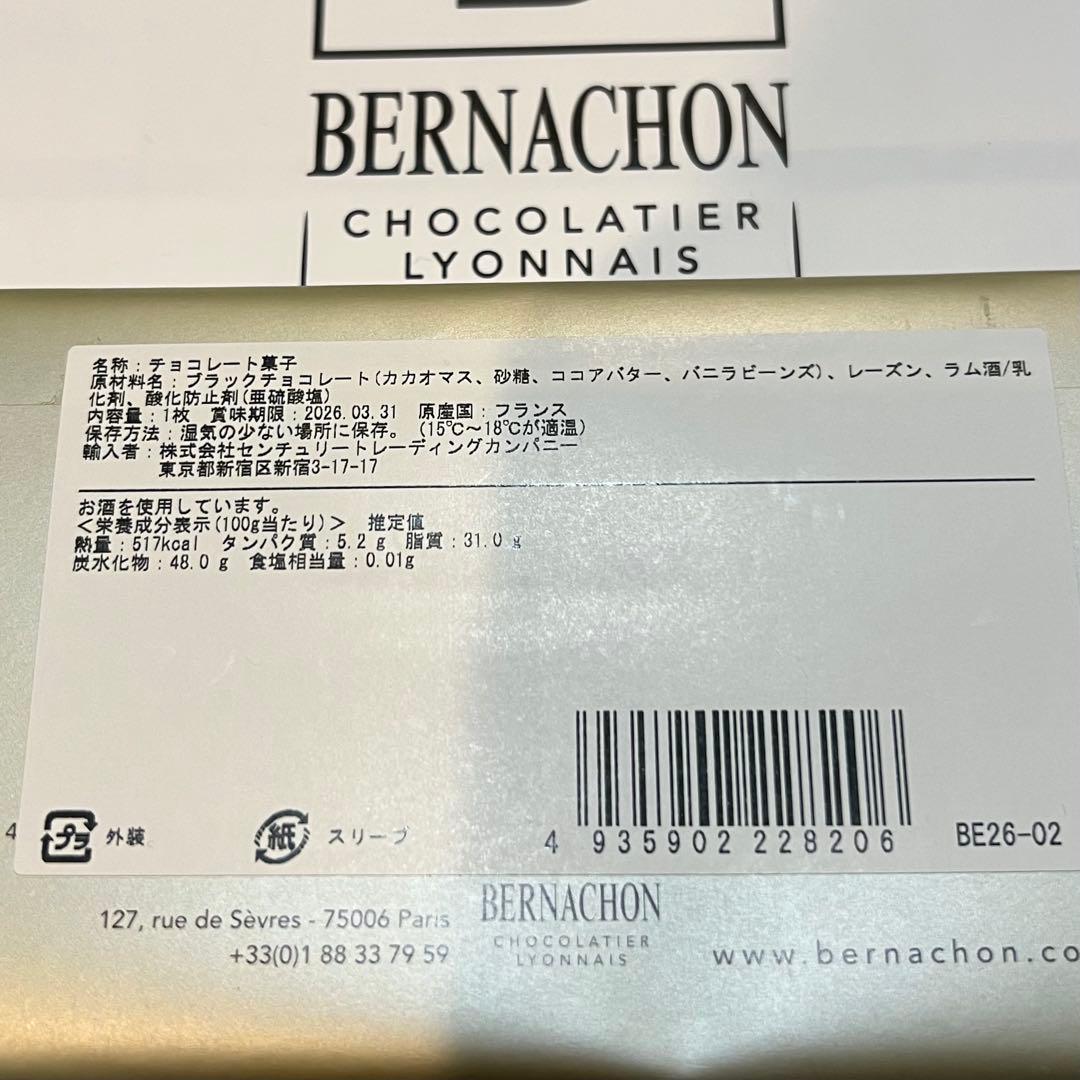 BERNACHON
CHOCOLATIER
LYONNAIS
名称：チョコレート菓子
原材料名：ブラックチョコレート(カカオマス、砂糖、ココアバター、バニラビーンズ)、レーズン、ラム酒/乳
化剤、酸化防止剤(亜硫酸塩)
内容量：1枚　賞味期限：2026.03.31　原産国：フランス
保存方法：湿気の少ない場所に保存。(15℃～18℃が適温)
輸入者：株式会社センチュリートレーディングカンパニー
東京都新宿区新宿3-17-17
お酒を使用しています。
＜栄養成分表示(100g当たり)＞　推定値
熱量：517kcal　タンパク質：5.2g　脂質：31.0g
炭水化物：48.0g　食塩相当量：0.01g
4
プラ 外装
紙 スリーブ
4 935902 228206
BE26-02
127, rue de Sèvres - 75006 Paris
+33(0)1 88 33 79 59
BERNACHON
CHOCOLATIER
LYONNAIS
www.bernachon.co